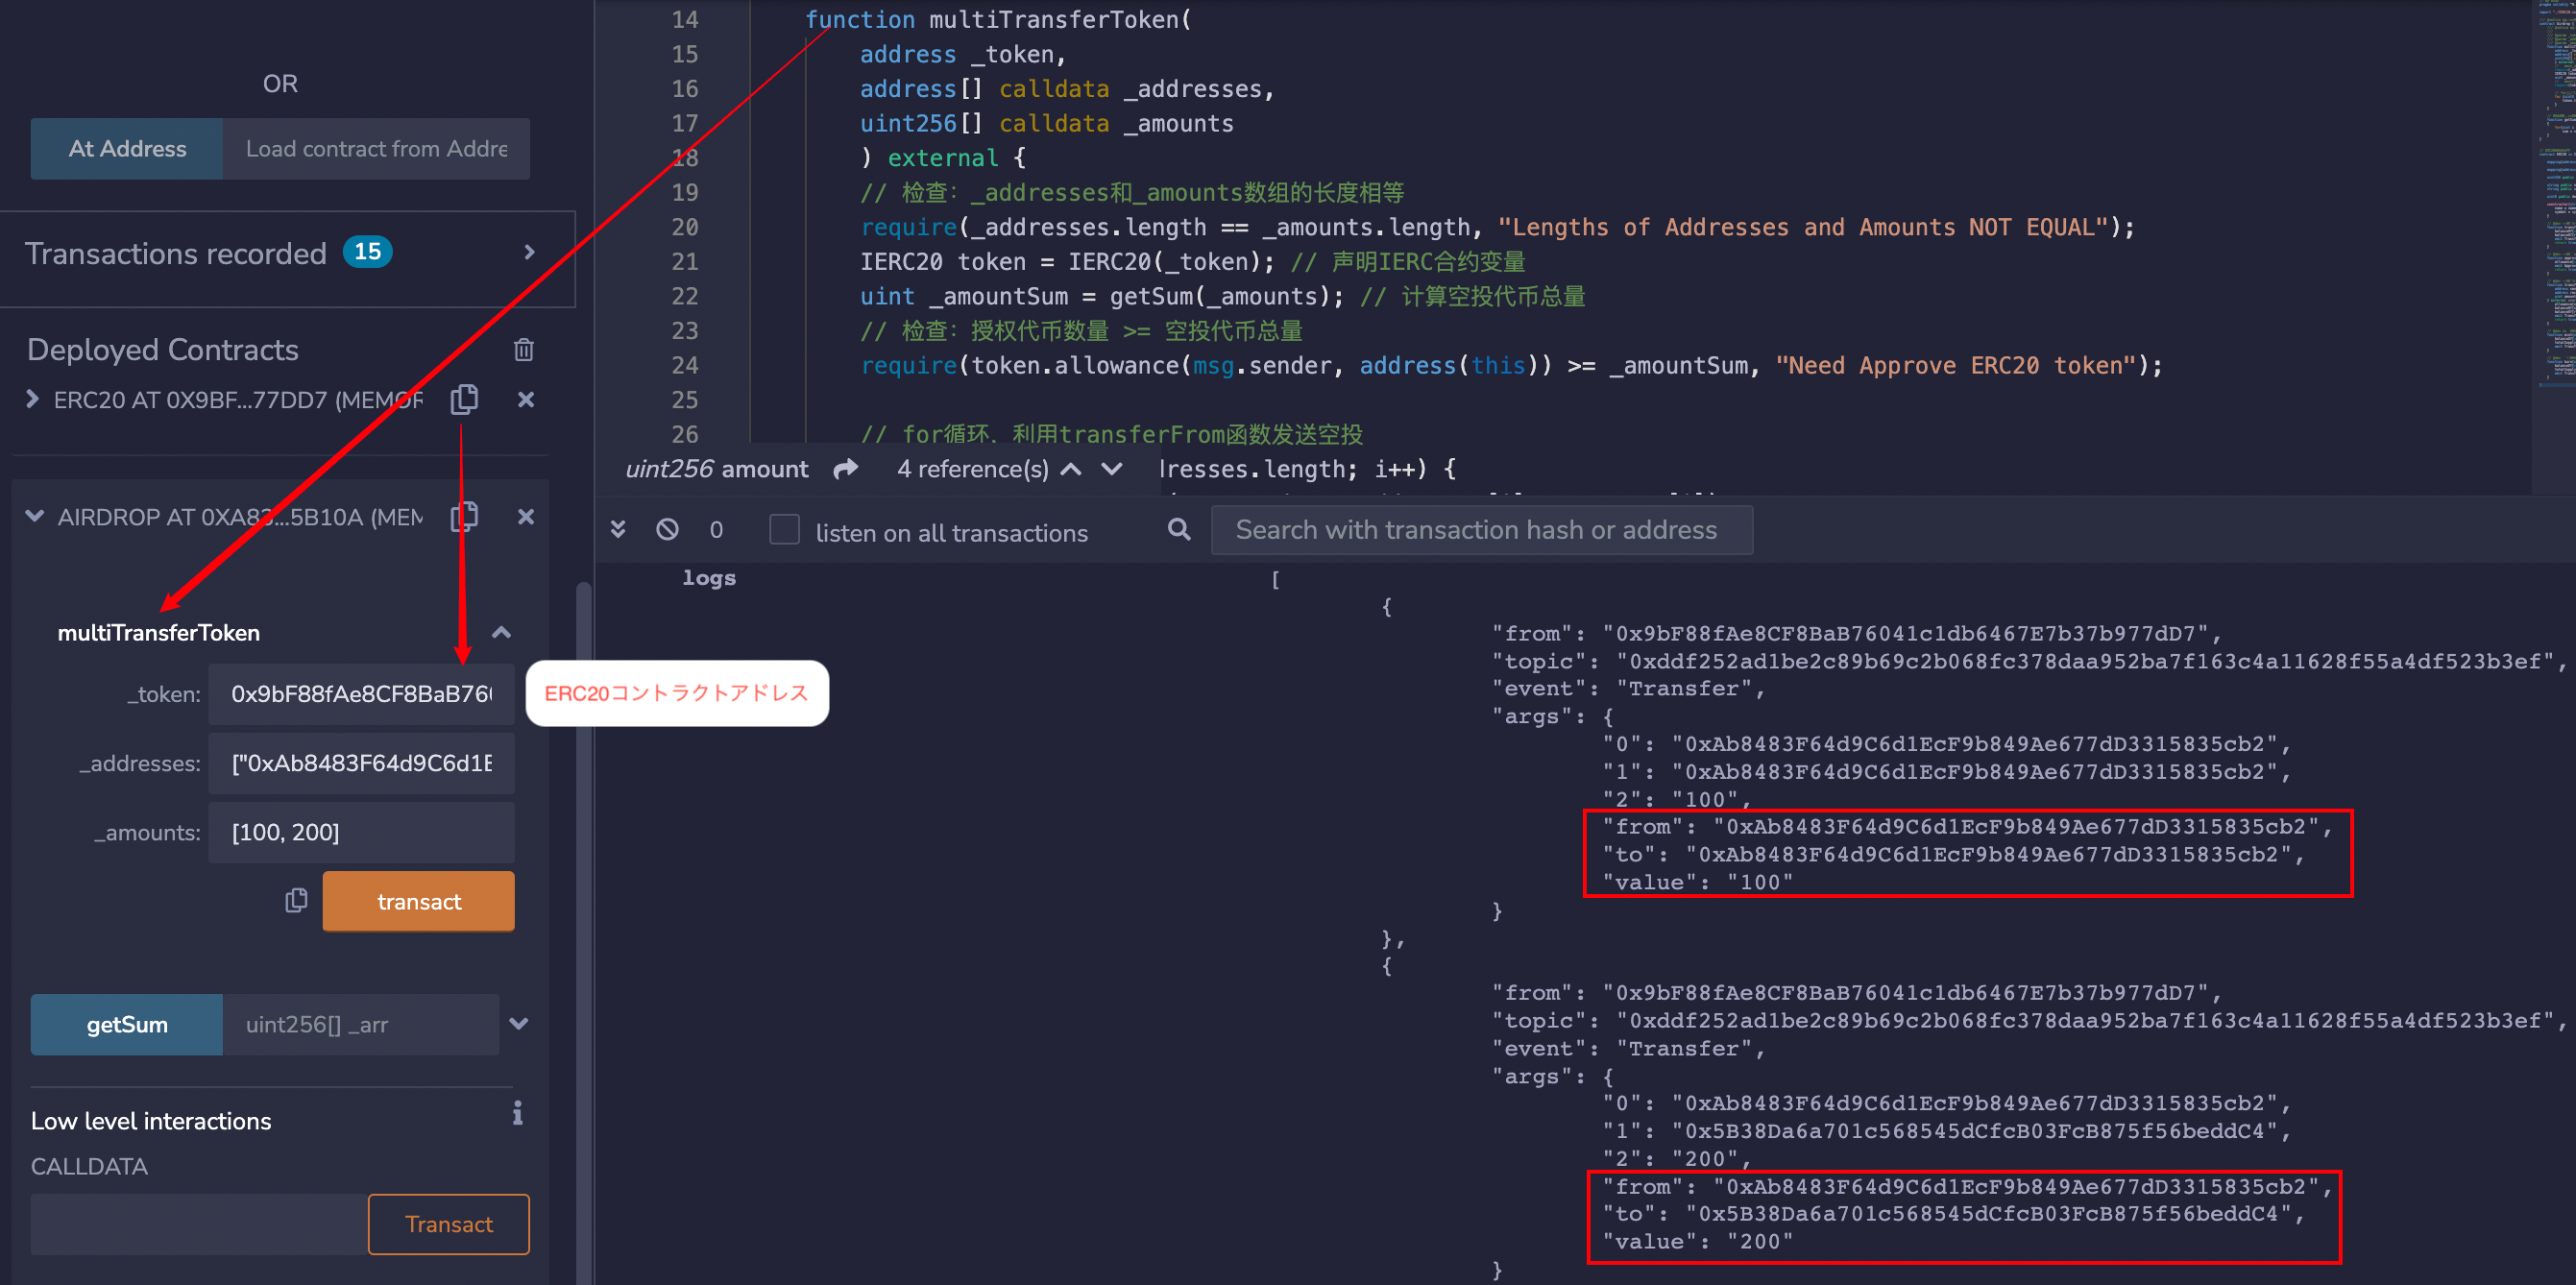 OR
At Address
Load contract from Addre
Transactions recorded 15
Deployed Contracts
ERC20 AT 0X9BF...77DD7 (MEMOR
AIRDROP AT 0XA83...5B10A (MEM
multiTransferToken
_token: 0x9bF88fAe8CF8BaB760
ERC20コントラクトアドレス
_addresses: ["0xAb8483F64d9C6d1E
_amounts: [100, 200]
transact
getSum uint256[] _arr
Low level interactions
CALLDATA
Transact
14 function multiTransferToken(
15 address _token,
16 address[] calldata _addresses,
17 uint256[] calldata _amounts
18 ) external {
19 // 检查：_addresses和_amounts数组的长度相等
20 require(_addresses.length == _amounts.length, "Lengths of Addresses and Amounts NOT EQUAL");
21 IERC20 token = IERC20(_token); // 声明IERC合约变量
22 uint _amountSum = getSum(_amounts); // 计算空投代币总量
23 // 检查：授权代币数量 >= 空投代币总量
24 require(token.allowance(msg.sender, address(this)) >= _amountSum, "Need Approve ERC20 token");
25
26 // for循环，利用transferFrom函数发送空投
uint256 amount 4 reference(s) dresses.length; i++) {
0 listen on all transactions Search with transaction hash or address
logs [
{
"from": "0x9bF88fAe8CF8BaB76041c1db6467E7b37b977dD7",
"topic": "0xddf252ad1be2c89b69c2b068fc378daa952ba7f163c4a11628f55a4df523b3ef",
"event": "Transfer",
"args": {
"0": "0xAb8483F64d9C6d1EcF9b849Ae677dD3315835cb2",
"1": "0xAb8483F64d9C6d1EcF9b849Ae677dD3315835cb2",
"2": "100",
"from": "0xAb8483F64d9C6d1EcF9b849Ae677dD3315835cb2",
"to": "0xAb8483F64d9C6d1EcF9b849Ae677dD3315835cb2",
"value": "100"
}
},
{
"from": "0x9bF88fAe8CF8BaB76041c1db6467E7b37b977dD7",
"topic": "0xddf252ad1be2c89b69c2b068fc378daa952ba7f163c4a11628f55a4df523b3ef",
"event": "Transfer",
"args": {
"0": "0xAb8483F64d9C6d1EcF9b849Ae677dD3315835cb2",
"1": "0x5B38Da6a701c568545dCfcB03FcB875f56beddC4",
"2": "200",
"from": "0xAb8483F64d9C6d1EcF9b849Ae677dD3315835cb2",
"to": "0x5B38Da6a701c568545dCfcB03FcB875f56beddC4",
"value": "200"
}